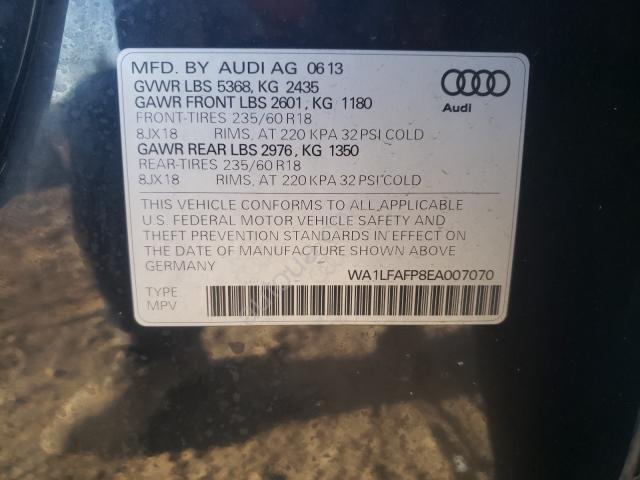 MFD. BY AUDI AG 06 13
GVWR LBS 5368, KG 2435
GAWR FRONT LBS 2601, KG 1180
FRONT-TIRES 235/60 R18
8JX18 RIMS, AT 220 KPA 32 PSI COLD
GAWR REAR LBS 2976, KG 1350
REAR-TIRES 235/60 R18
8JX18 RIMS, AT 220 KPA 32 PSI COLD
Audi
THIS VEHICLE CONFORMS TO ALL APPLICABLE
U.S. FEDERAL MOTOR VEHICLE SAFETY AND
THEFT PREVENTION STANDARDS IN EFFECT ON
THE DATE OF MANUFACTURE SHOWN ABOVE.
GERMANY
WA1LFAFP8EA007070
TYPE
MPV